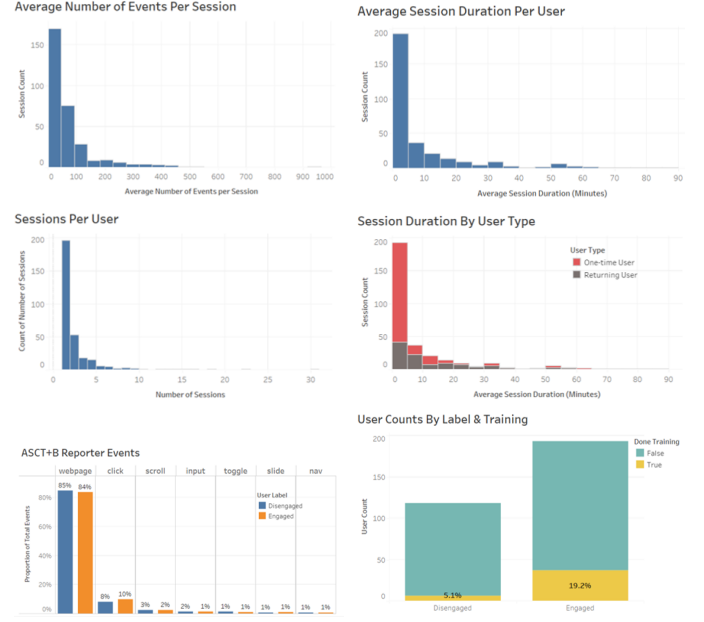 Average Number of Events Per Session
Session Count
150
100
50
0
0 100 200 300 400 500 600 700 800 900 1000
Average Number of Events per Session
Average Session Duration Per User
Session Count
200
150
100
50
0
0 10 20 30 40 50 60 70 80 90
Average Session Duration (Minutes)
Sessions Per User
Count of Number of Sessions
200
150
100
50
0
0 5 10 15 20 25 30
Number of Sessions
Session Duration By User Type
User Type
One-time User
Returning User
Session Count
200
150
100
50
0
0 10 20 30 40 50 60 70 80 90
Average Session Duration (Minutes)
ASCT+B Reporter Events
webpage click scroll input toggle slide nav
User Label
Disengaged
Engaged
Proportion of Total Events
80%
60%
40%
20%
0%
85% 84% 8% 10% 3% 2% 2% 1% 1% 1% 1% 1% 1% 1%
User Counts By Label & Training
Done Training
False
True
User Count
200
150
100
50
0
5.1% 19.2%
Disengaged Engaged